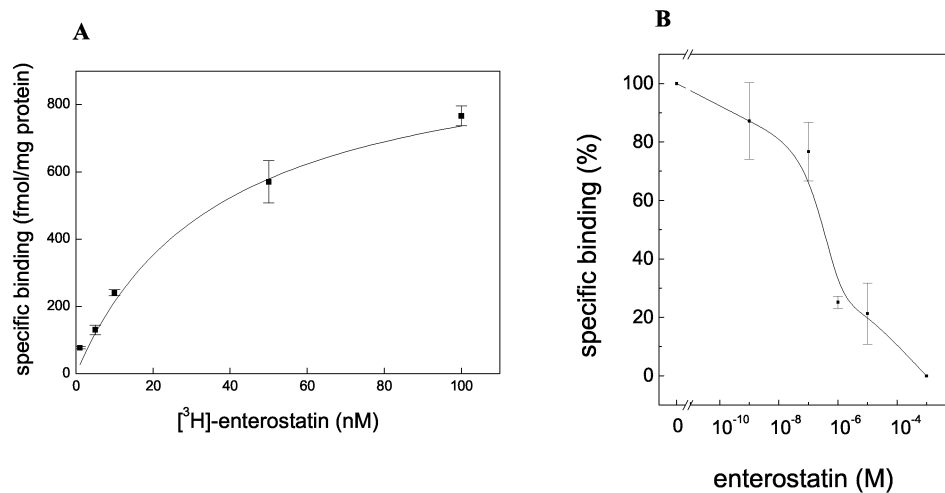 A
specific binding (fmol/mg protein)
800
600
400
200
0
0 20 40 60 80 100
[³H]-enterostatin (nM)
B
specific binding (%)
100
80
60
40
20
0
0 10⁻¹⁰ 10⁻⁸ 10⁻⁶ 10⁻⁴
enterostatin (M)